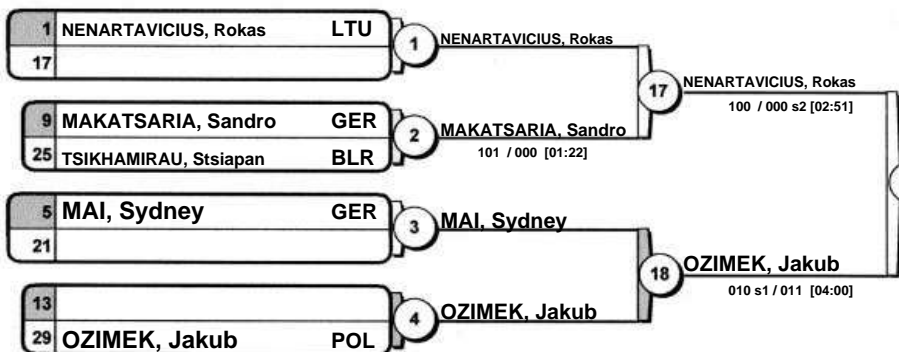 1 NENARTAVICIUS, Rokas LTU
17
1 NENARTAVICIUS, Rokas
9 MAKATSARIA, Sandro GER
25 TSIKHAMIRAU, Stsiapan BLR
2 MAKATSARIA, Sandro
101 / 000 [01:22]
17 NENARTAVICIUS, Rokas
100 / 000 s2 [02:51]
5 MAI, Sydney GER
21
3 MAI, Sydney
13
29 OZIMEK, Jakub POL
4 OZIMEK, Jakub
18 OZIMEK, Jakub
010 s1 / 011 [04:00]